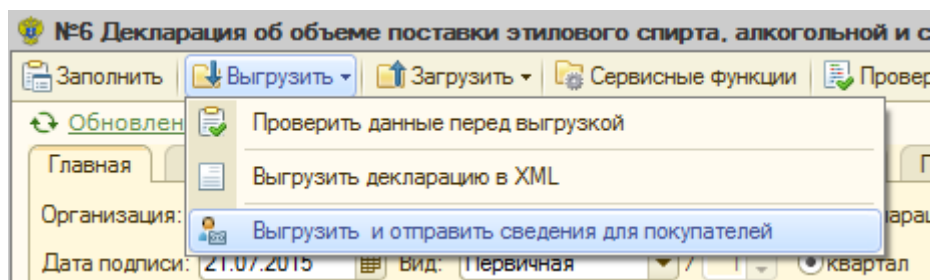 №6 Декларация об объеме поставки этилового спирта, алкогольной и с
Заполнить Выгрузить Загрузить Сервисные функции Провер
Обновлен
Проверить данные перед выгрузкой
Главная
Выгрузить декларацию в XML
Организация:
Выгрузить и отправить сведения для покупателей
Дата подписи: 21.07.2015 Вид: Первичная / 1 квартал